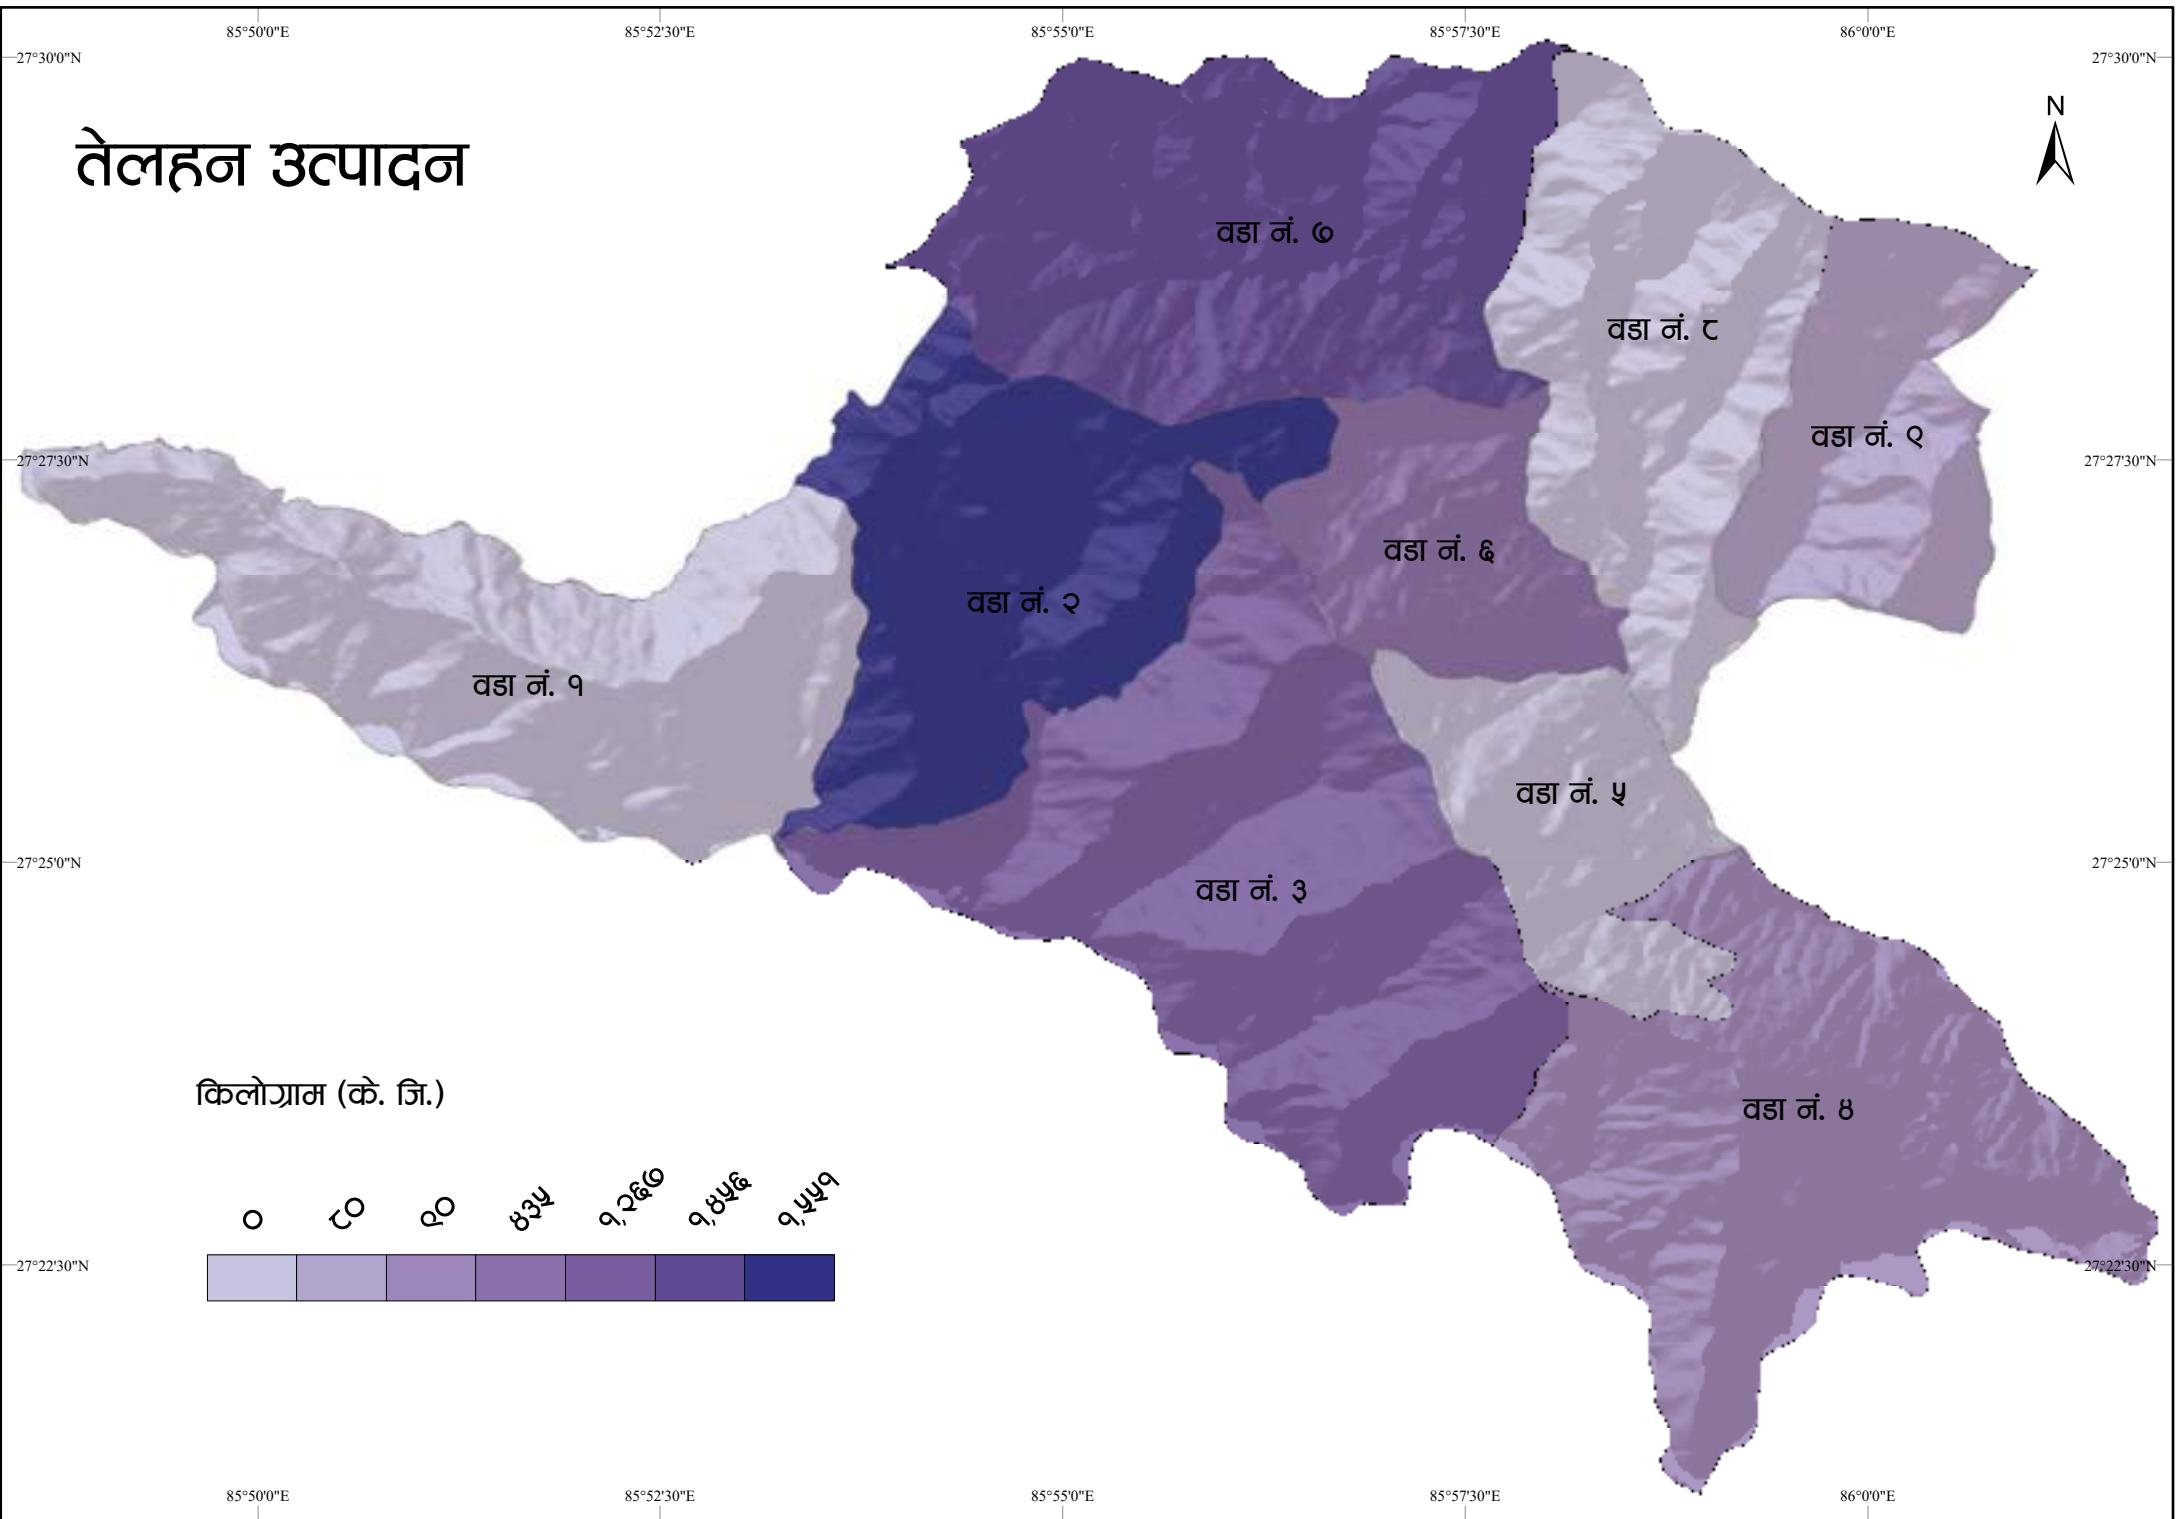 85°50'0"E 85°52'30"E 85°55'0"E 85°57'30"E 86°0'0"E
27°30'0"N 27°30'0"N
N
तेलहन उत्पादन
वडा नं. ७
वडा नं. ८
वडा नं. ९
27°27'30"N 27°27'30"N
वडा नं. ६
वडा नं. २
वडा नं. १
वडा नं. ५
27°25'0"N 27°25'0"N
वडा नं. ३
किलोग्राम (के. जि.)
वडा नं. ४
० ८० ९० ४३५ १,२६७ १,४५६ १,५५१
27°22'30"N 27°22'30"N
85°50'0"E 85°52'30"E 85°55'0"E 85°57'30"E 86°0'0"E